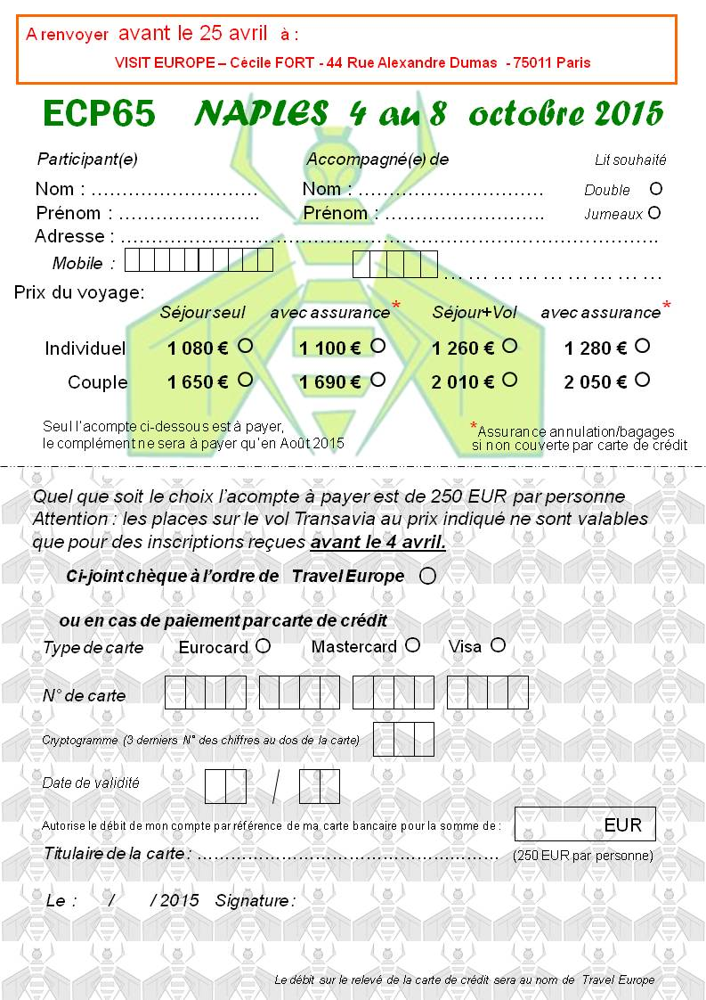 A renvoyer avant le 25 avril à :
VISIT EUROPE – Cécile FORT - 44 Rue Alexandre Dumas - 75011 Paris
ECP65 NAPLES 4 au 8 octobre 2015
Participant(e) Accompagné(e) de Lit souhaité
Nom : ……………………… Nom : ………………………… Double O
Prénom : ………………….. Prénom : …………………….. Jumeaux O
Adresse : ……………………………………………………………………………
Mobile : … … … … … … … … …
Prix du voyage:
Séjour seul avec assurance* Séjour+Vol avec assurance*
Individuel 1 080 € O 1 100 € O 1 260 € O 1 280 € O
Couple 1 650 € O 1 690 € O 2 010 € O 2 050 € O
Seul l’acompte ci-dessous est à payer,
le complément ne sera à payer qu’en Août 2015
*Assurance annulation/bagages
si non couverte par carte de crédit
Quel que soit le choix l’acompte à payer est de 250 EUR par personne
Attention : les places sur le vol Transavia au prix indiqué ne sont valables
que pour des inscriptions reçues avant le 4 avril.
Ci-joint chèque à l’ordre de Travel Europe O
ou en cas de paiement par carte de crédit
Type de carte Eurocard O Mastercard O Visa O
N° de carte
Cryptogramme (3 derniers N° des chiffres au dos de la carte)
Date de validité /
Autorise le débit de mon compte par référence de ma carte bancaire pour la somme de : EUR
Titulaire de la carte : ……………………………………………… (250 EUR par personne)
Le : / / 2015 Signature :
Le débit sur le relevé de la carte de crédit sera au nom de Travel Europe